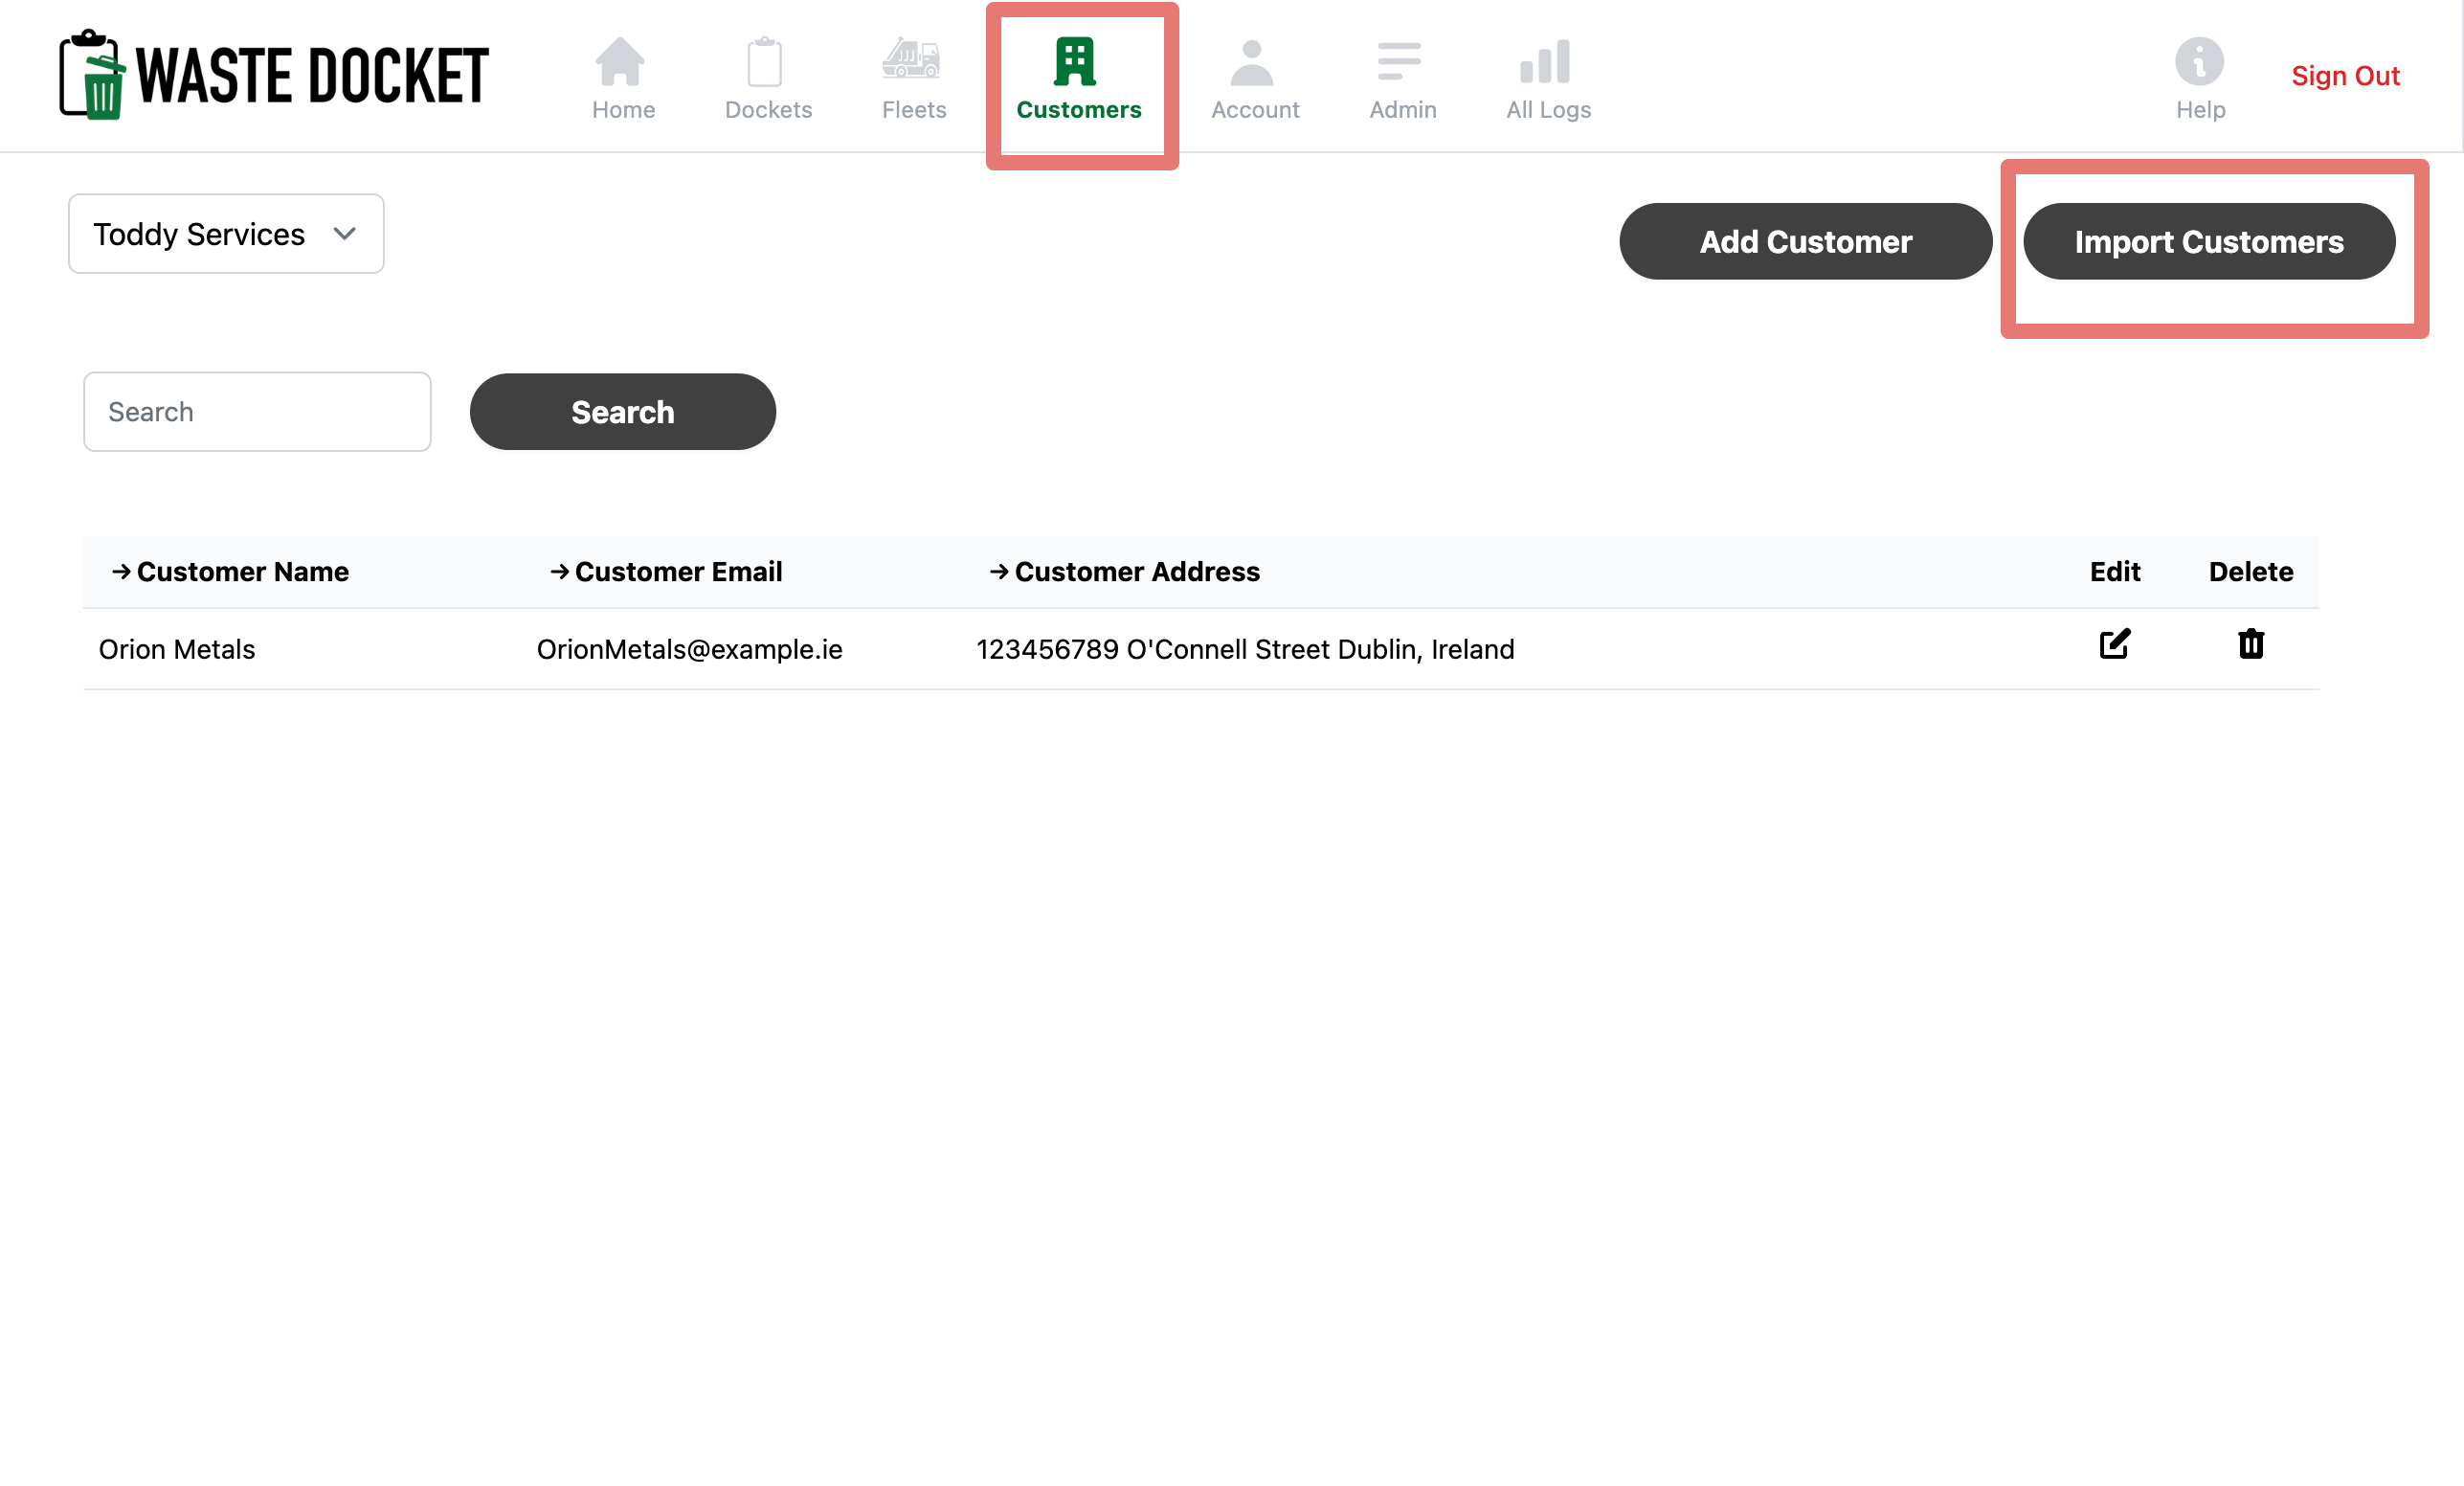 WASTE DOCKET
Home Dockets Fleets Customers Account Admin All Logs Help Sign Out
Toddy Services Add Customer Import Customers
Search Search
Customer Name Customer Email Customer Address Edit Delete
Orion Metals OrionMetals@example.ie 123456789 O'Connell Street Dublin, Ireland